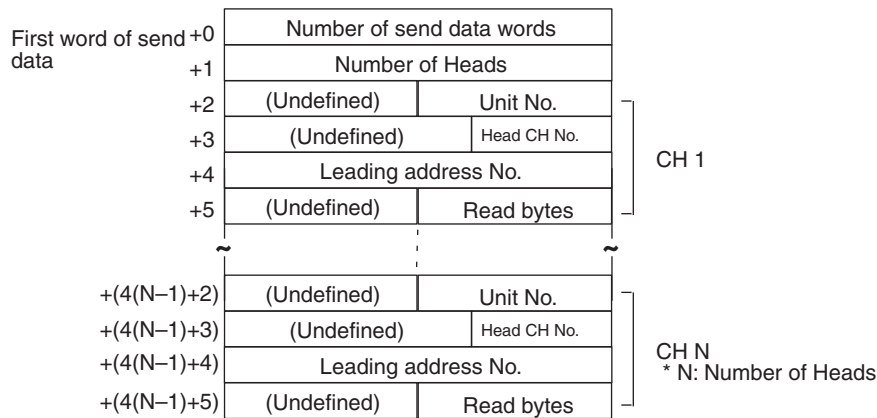 First word of send data
+0 Number of send data words
+1 Number of Heads
+2 (Undefined) Unit No.
+3 (Undefined) Head CH No.
+4 Leading address No.
+5 (Undefined) Read bytes
CH 1
~ ~
+(4(N–1)+2) (Undefined) Unit No.
+(4(N–1)+3) (Undefined) Head CH No.
+(4(N–1)+4) Leading address No.
+(4(N–1)+5) (Undefined) Read bytes
CH N
* N: Number of Heads